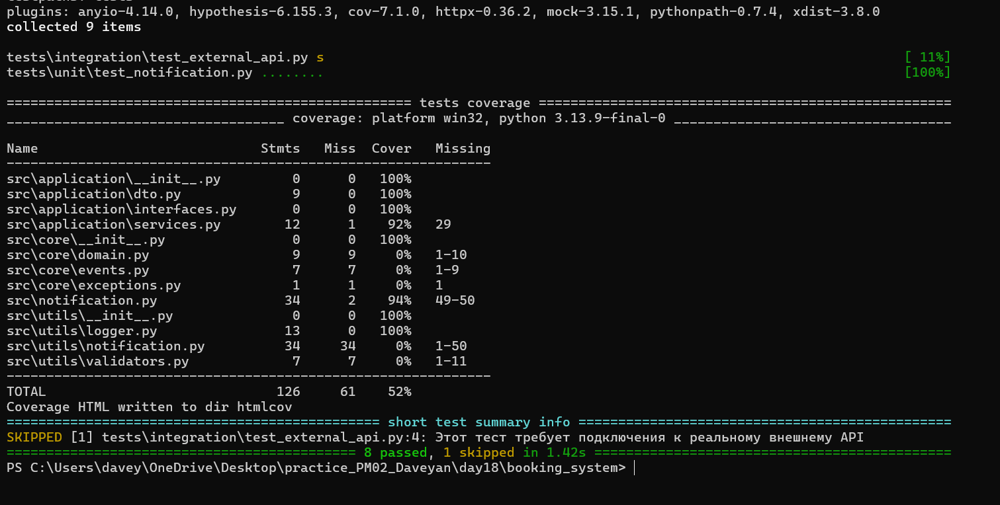 plugins: anyio-4.14.0, hypothesis-6.155.3, cov-7.1.0, httpx-0.36.2, mock-3.15.1, pythonpath-0.7.4, xdist-3.8.0
collected 9 items
tests\integration\test_external_api.py s [ 11%]
tests\unit\test_notification.py ........ [100%]
=================================================== tests coverage ====================================================
___________________________________ coverage: platform win32, python 3.13.9-final-0 ___________________________________
Name                            Stmts   Miss  Cover   Missing
-------------------------------------------------------------
src\application\__init__.py         0      0   100%
src\application\dto.py              9      0   100%
src\application\interfaces.py       0      0   100%
src\application\services.py        12      1    92%   29
src\core\__init__.py                0      0   100%
src\core\domain.py                  9      9     0%   1-10
src\core\events.py                  7      7     0%   1-9
src\core\exceptions.py              1      1     0%   1
src\notification.py                34      2    94%   49-50
src\utils\__init__.py               0      0   100%
src\utils\logger.py                13      0   100%
src\utils\notification.py          34     34     0%   1-50
src\utils\validators.py             7      7     0%   1-11
-------------------------------------------------------------
TOTAL                             126     61    52%
Coverage HTML written to dir htmlcov
=============================================== short test summary info ===============================================
SKIPPED [1] tests\integration\test_external_api.py:4: Этот тест требует подключения к реальному внешнему API
============================================ 8 passed, 1 skipped in 1.42s =============================================
PS C:\Users\davey\OneDrive\Desktop\practice_PM02_Daveyan\day18\booking_system>